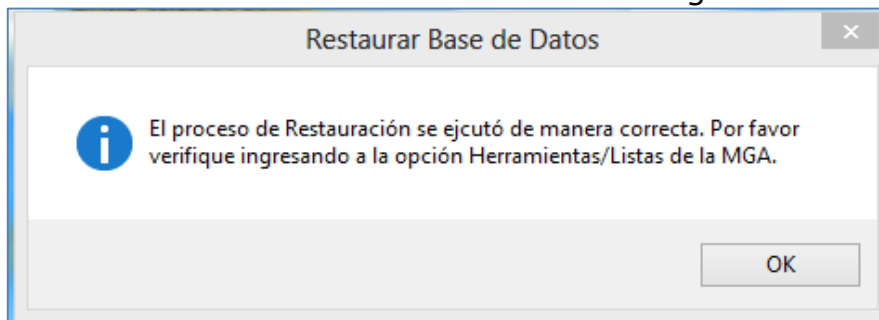 Restaurar Base de Datos
El proceso de Restauración se ejcutó de manera correcta. Por favor
verifique ingresando a la opción Herramientas/Listas de la MGA.
OK